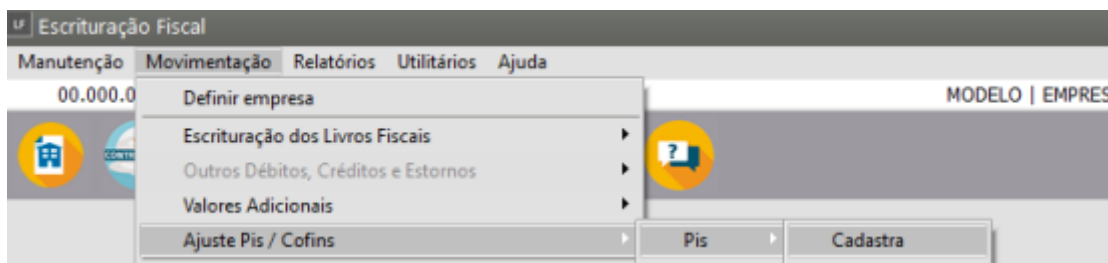 LF Escrituração Fiscal
Manutenção Movimentação Relatórios Utilitários Ajuda
00.000.0 MODELO | EMPRES
Definir empresa
Escrituração dos Livros Fiscais
Outros Débitos, Créditos e Estornos
Valores Adicionais
Ajuste Pis / Cofins Pis Cadastra